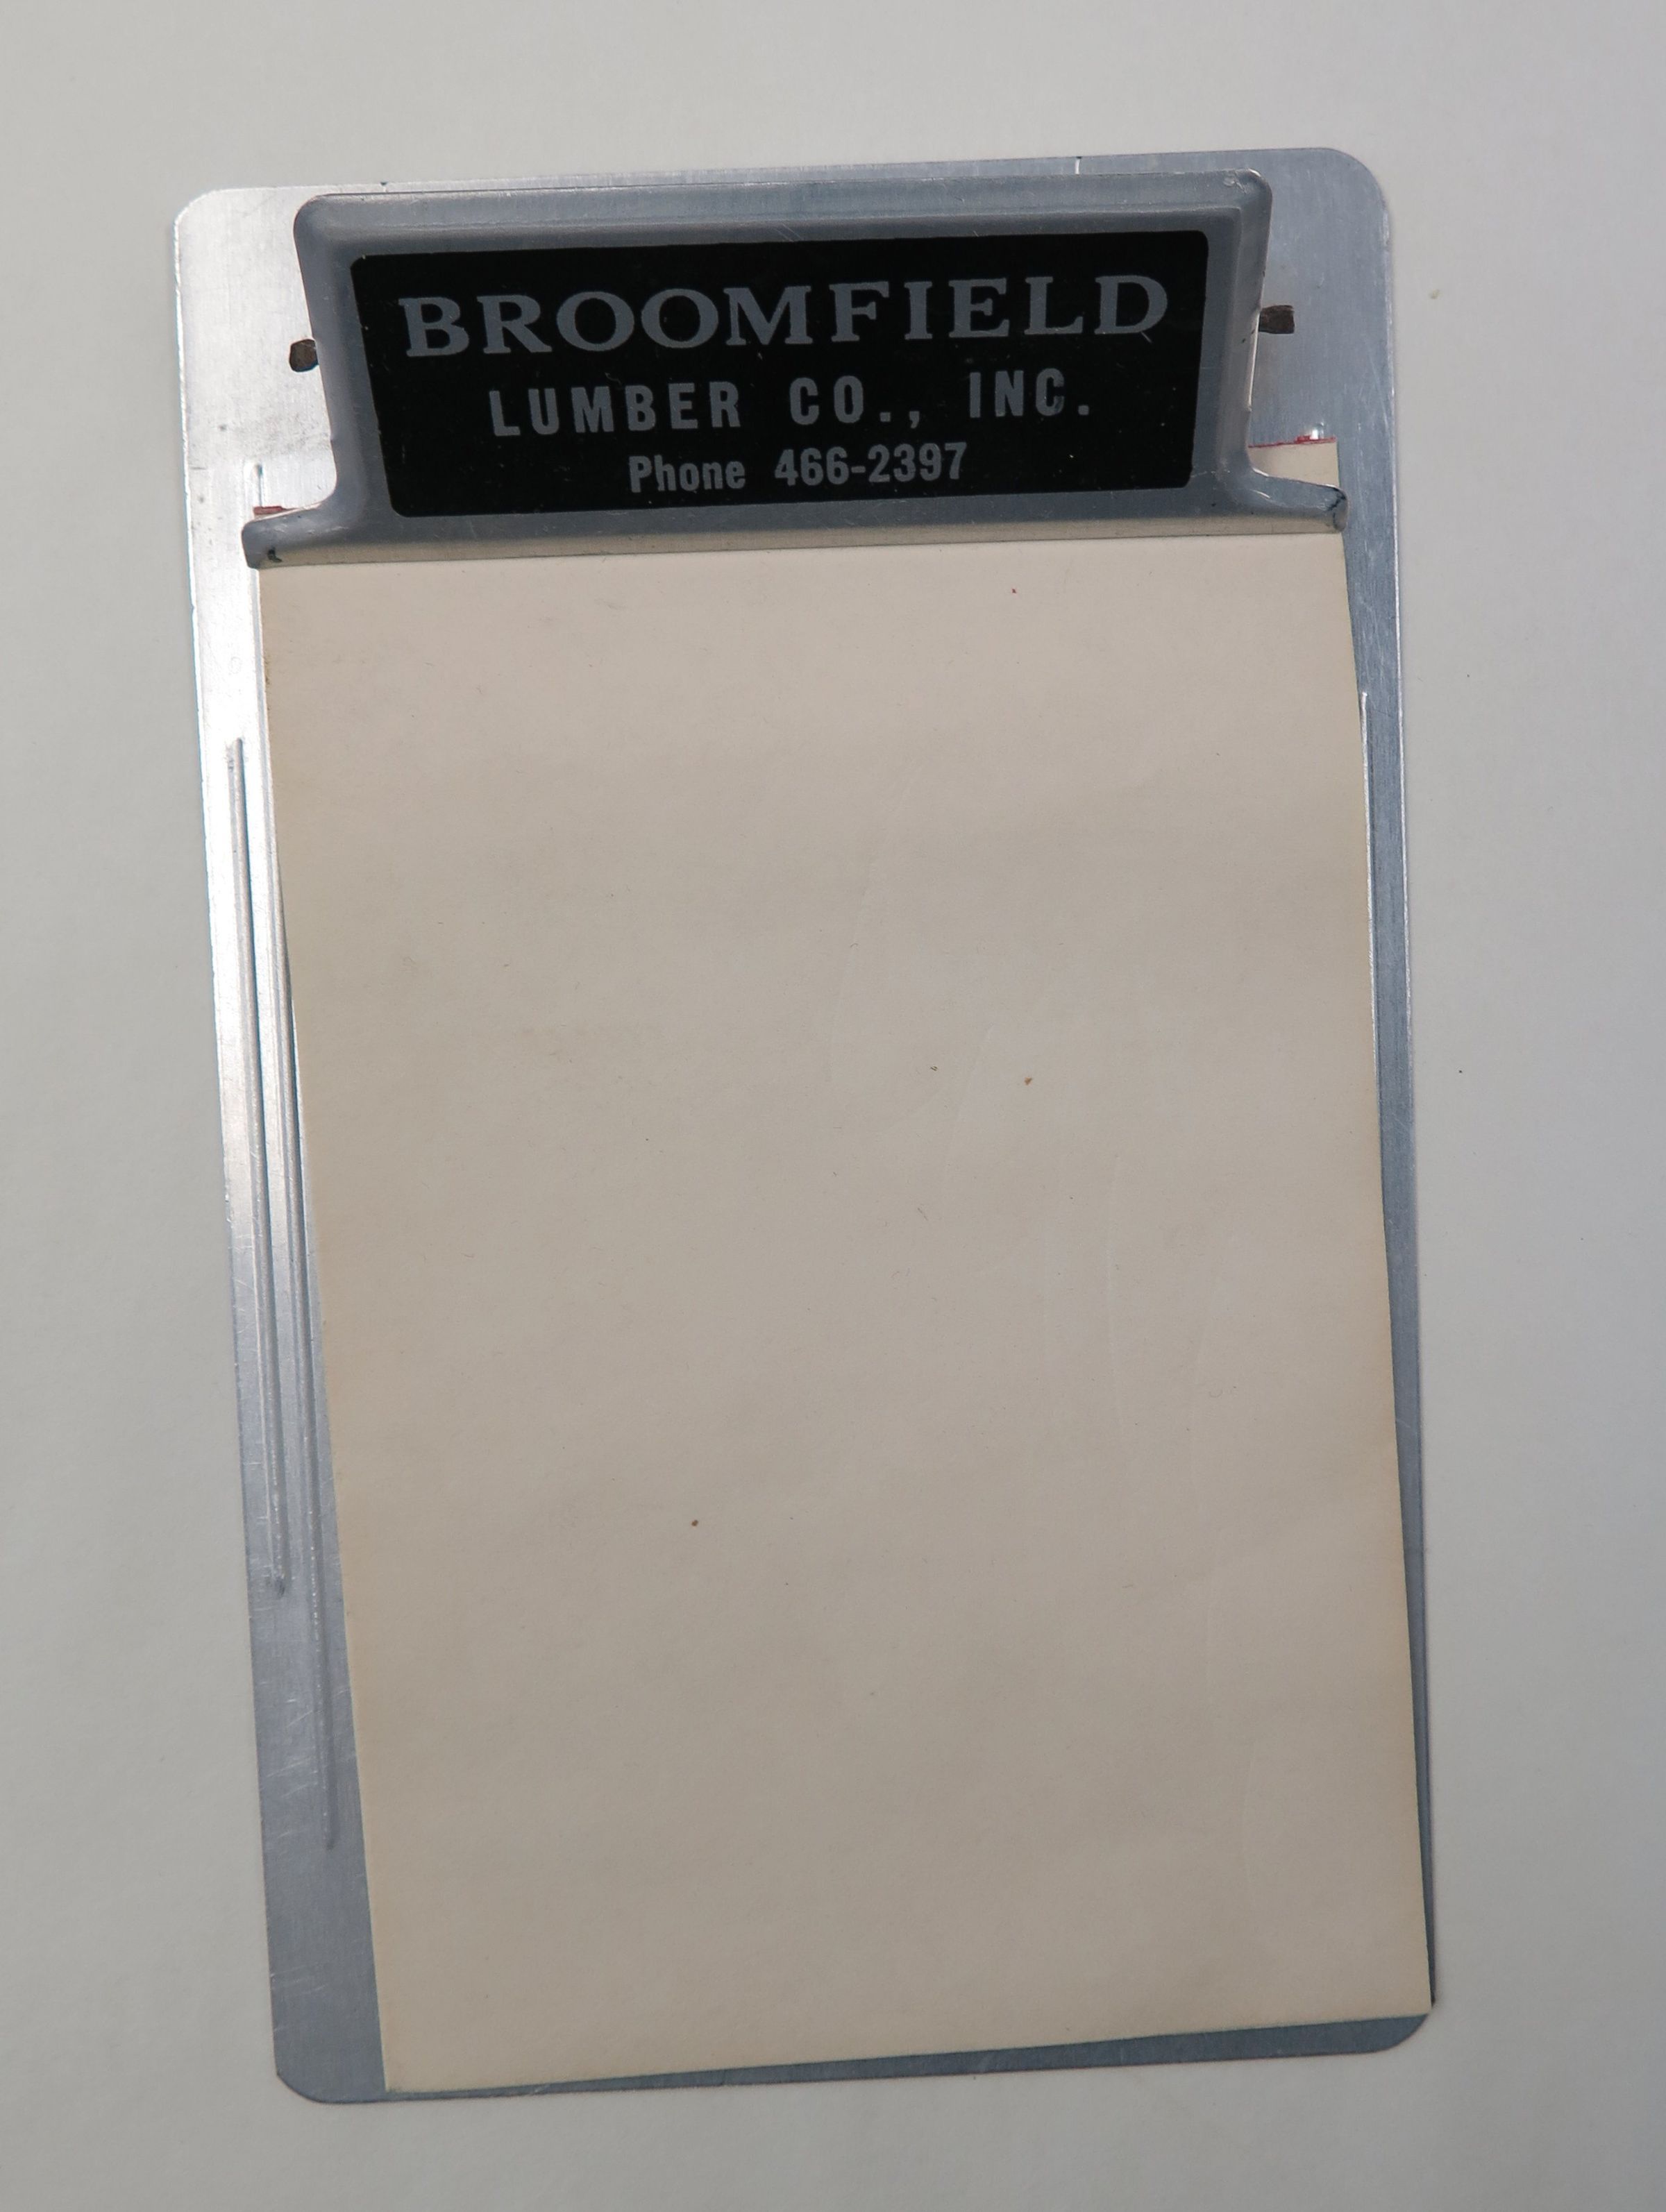 BROOMFIELD
LUMBER CO., INC.
Phone 466-2397